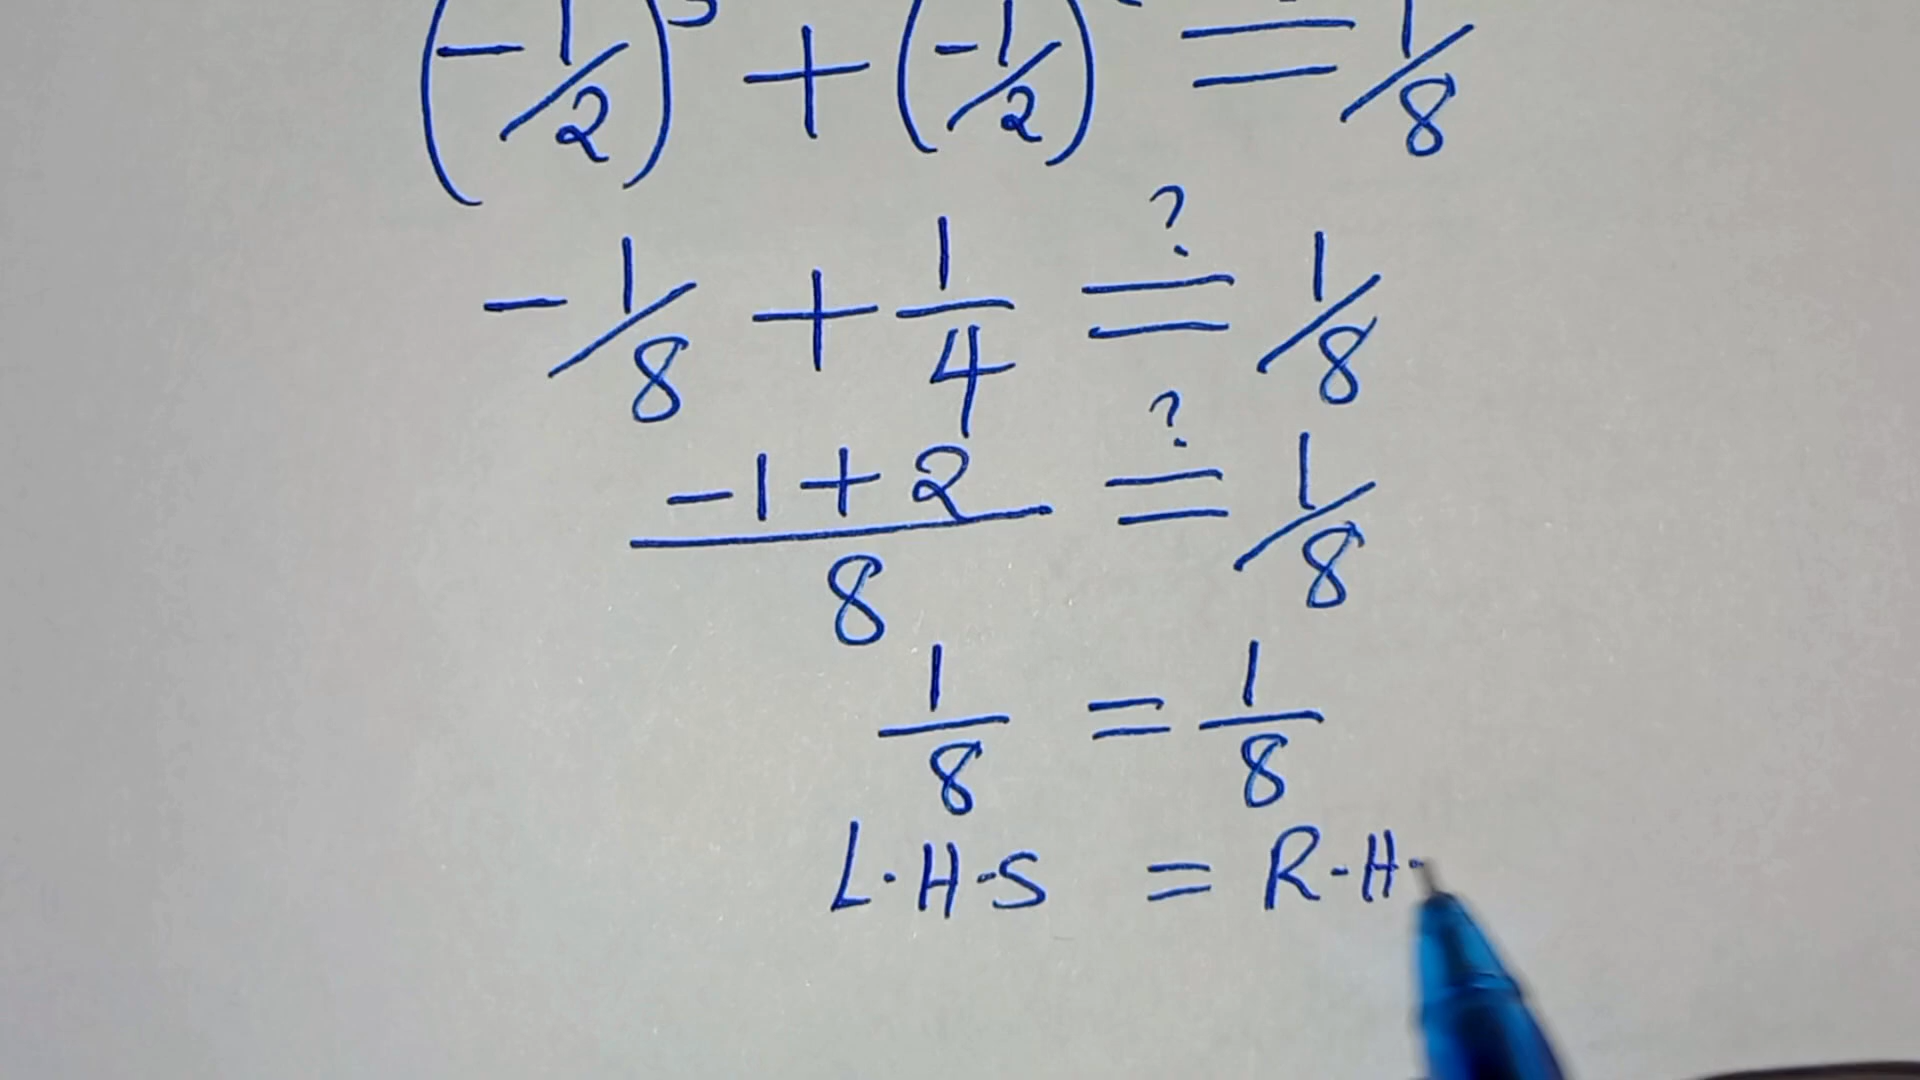 (-1/2)³ + (-1/2) = 1/8
-1/8 + 1/4 =? 1/8
(-1+2)/8 =? 1/8
1/8 = 1/8
L.H.S = R.H.